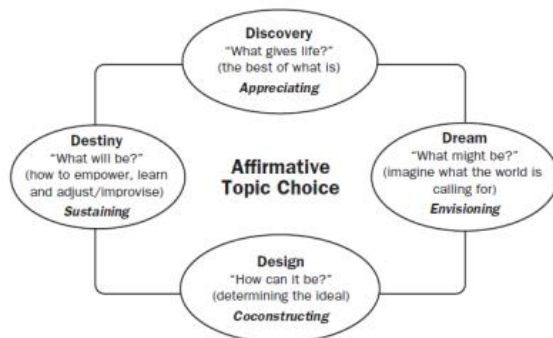 Discovery
“What gives life?”
(the best of what is)
Appreciating
Destiny
“What will be?”
(how to empower, learn
and adjust/improvise)
Sustaining
Affirmative
Topic Choice
Dream
“What might be?”
(imagine what the world is
calling for)
Envisioning
Design
“How can it be?”
(determining the ideal)
Coconstructing